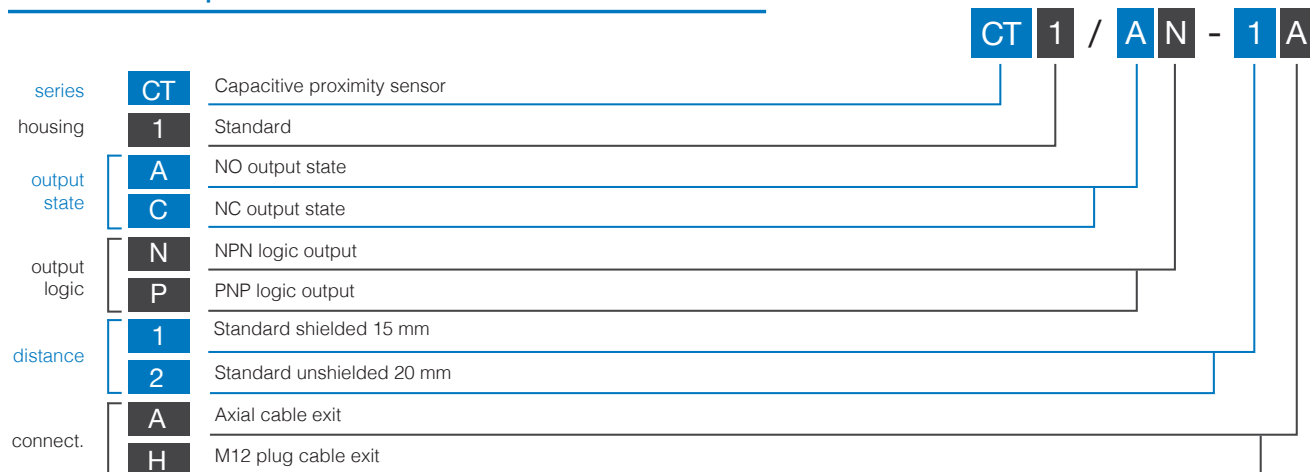 CT 1 / A N - 1 A
series CT Capacitive proximity sensor
housing 1 Standard
output state
A NO output state
C NC output state
output logic
N NPN logic output
P PNP logic output
distance
1 Standard shielded 15 mm
2 Standard unshielded 20 mm
connect.
A Axial cable exit
H M12 plug cable exit